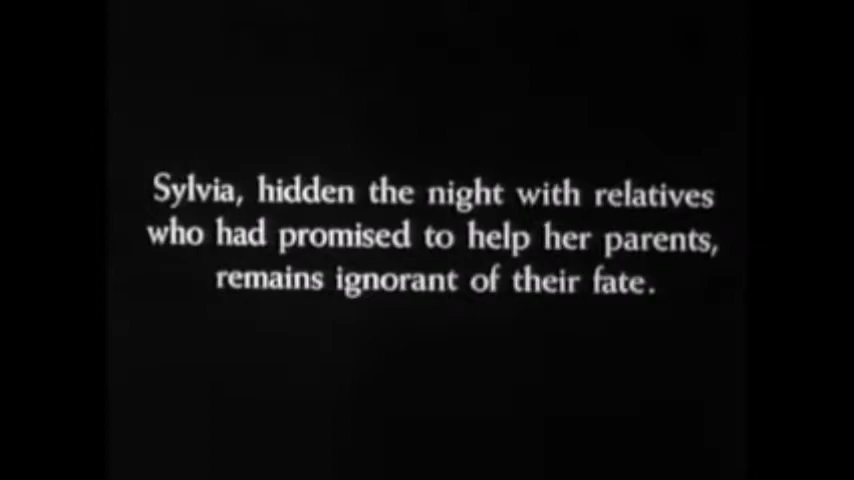 Sylvia, hidden the night with relatives
who had promised to help her parents,
remains ignorant of their fate.